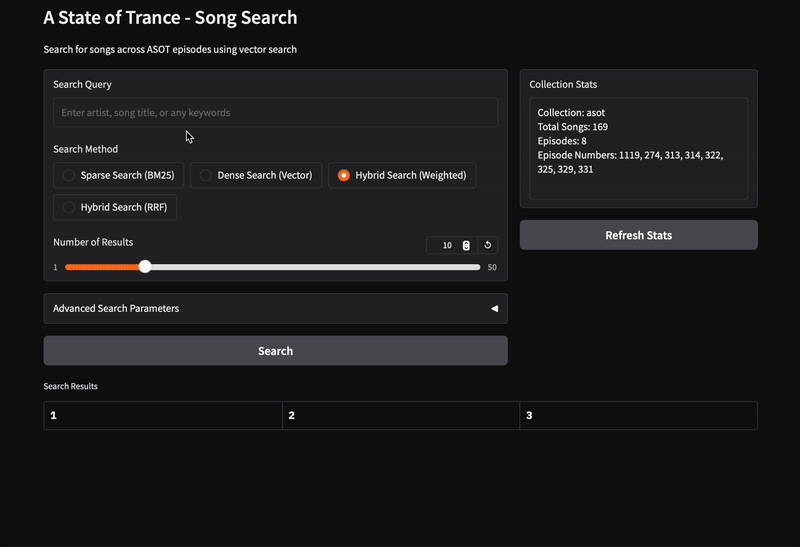 A State of Trance - Song Search
Search for songs across ASOT episodes using vector search
Search Query
Enter artist, song title, or any keywords
Search Method
Sparse Search (BM25)
Dense Search (Vector)
Hybrid Search (Weighted)
Hybrid Search (RRF)
Number of Results
10
1
50
Advanced Search Parameters
Search
Collection Stats
Collection: asot
Total Songs: 169
Episodes: 8
Episode Numbers: 1119, 274, 313, 314, 322,
325, 329, 331
Refresh Stats
Search Results
1
2
3